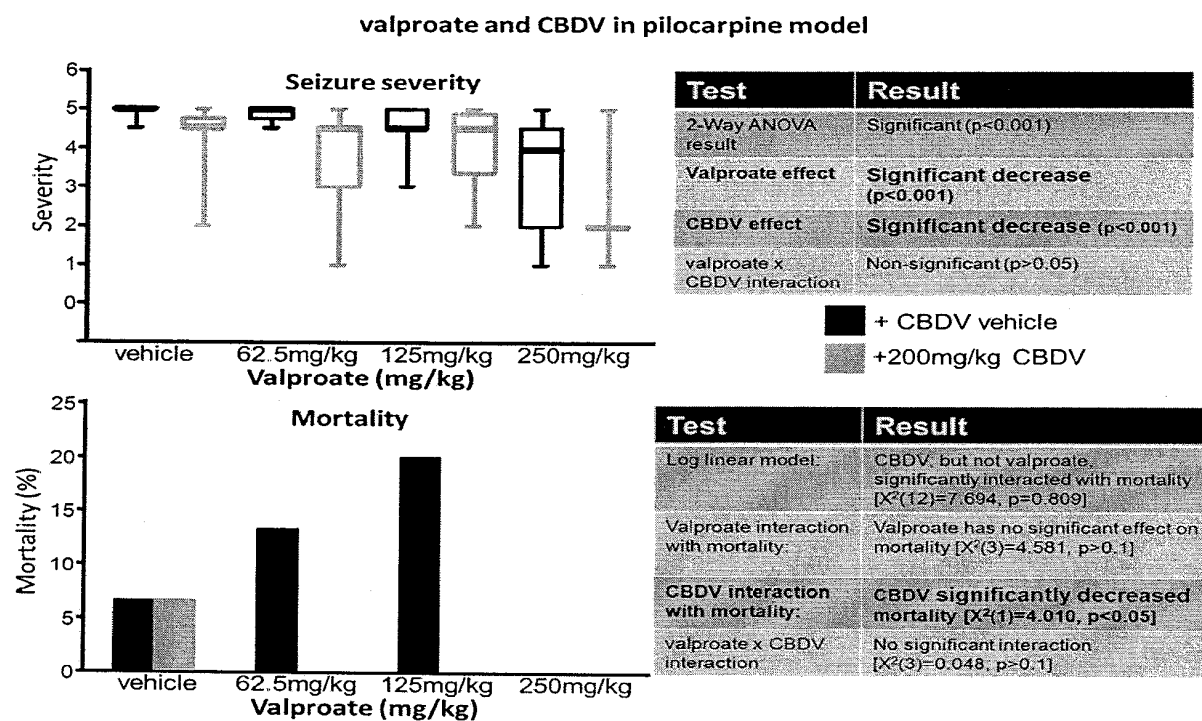 valproate and CBDV in pilocarpine model
Seizure severity
6
5
4
3
2
1
0
Severity
vehicle 62.5mg/kg 125mg/kg 250mg/kg
Valproate (mg/kg)
Test Result
2-Way ANOVA result Significant (p<0.001)
Valproate effect Significant decrease
(p<0.001)
CBDV effect Significant decrease (p<0.001)
valproate x Non-significant (p>0.05)
CBDV interaction
+ CBDV vehicle
+200mg/kg CBDV
Mortality
25
20
15
10
5
0
Mortality (%)
vehicle 62.5mg/kg 125mg/kg 250mg/kg
Valproate (mg/kg)
Test Result
Log linear model: CBDV, but not valproate,
significantly interacted with mortality
[X²(12)=7.694, p=0.809]
Valproate interaction Valproate has no significant effect on
with mortality: mortality [X²(3)=4.581, p>0.1]
CBDV interaction CBDV significantly decreased
with mortality: mortality [X²(1)=4.010, p<0.05]
valproate x CBDV No significant interaction
interaction [X²(3)=0.048, p>0.1]